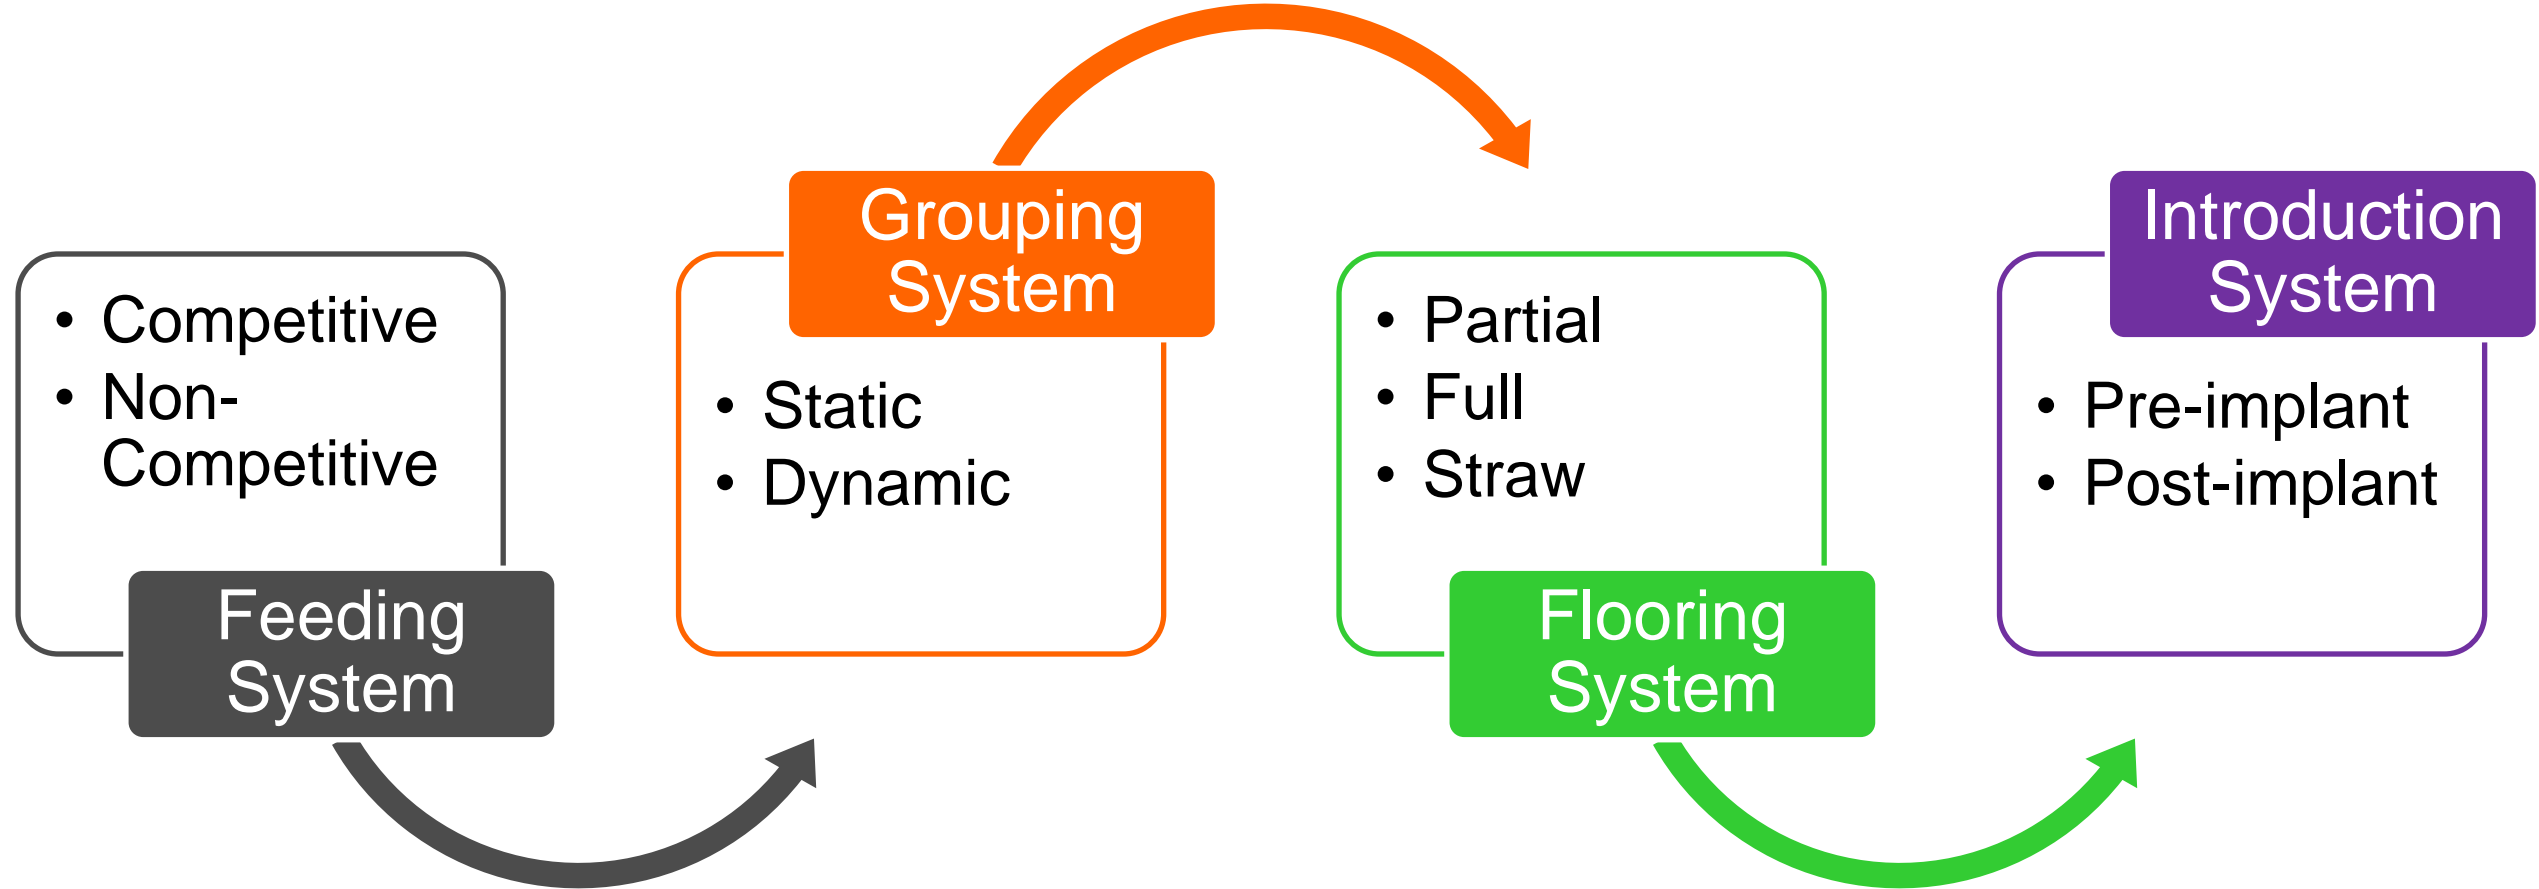 • Competitive
• Non-
Competitive
Feeding
System
Grouping
System
• Static
• Dynamic
• Partial
• Full
• Straw
Flooring
System
Introduction
System
• Pre-implant
• Post-implant